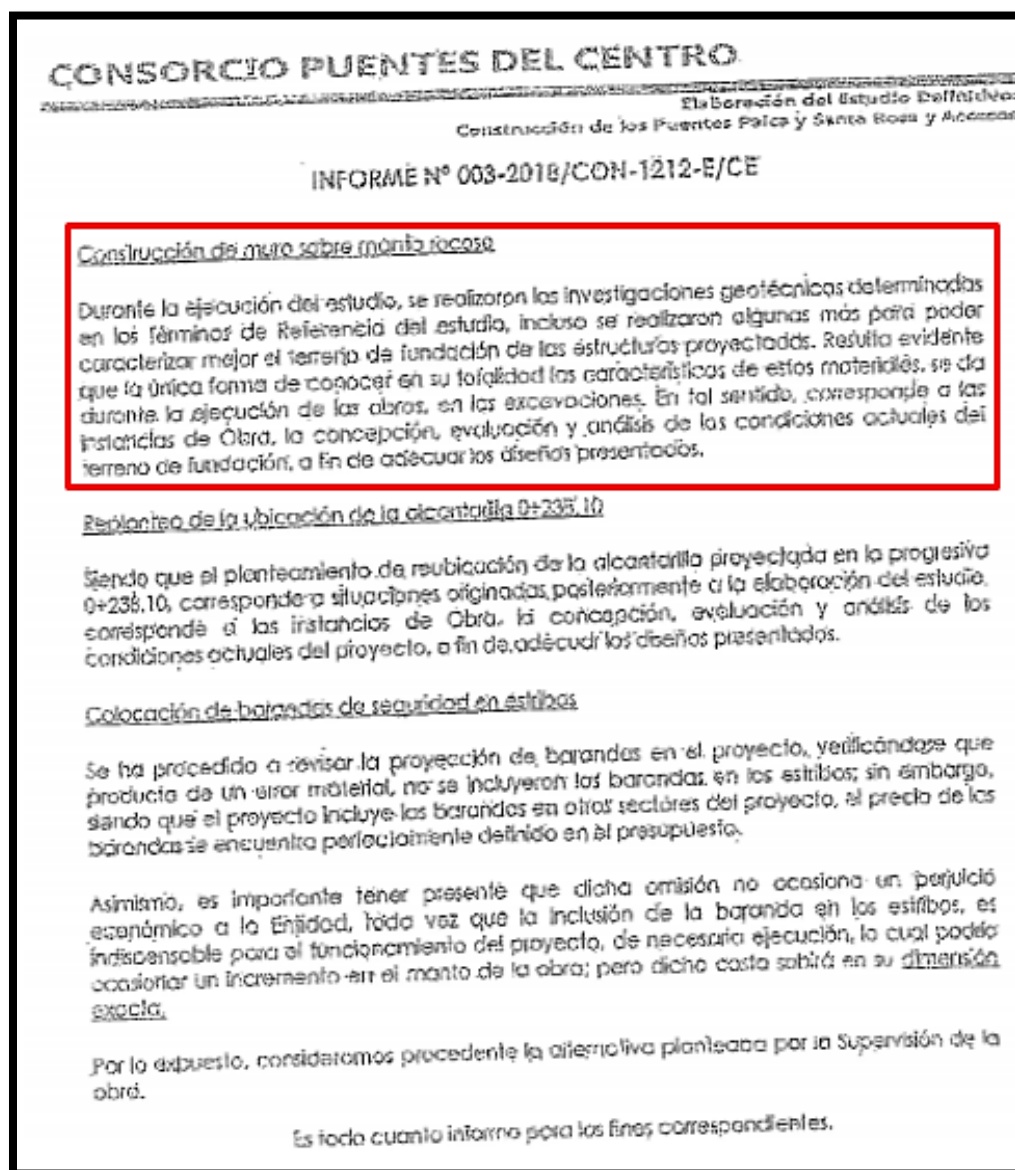 CONSORCIO PUENTES DEL CENTRO
Elaboración del Estudio Definitivo:
Construcción de los Puentes Palca y Santa Rosa y Accesos
INFORME Nº 003-2018/CON-1212-E/CE
Construcción de muro sobre manto rocoso
Durante la ejecución del estudio, se realizaron las investigaciones geotécnicas determinadas
en los Términos de Referencia del estudio, incluso se realizaron algunas más para poder
caracterizar mejor el terreno de fundación de las estructuras proyectadas. Resulta evidente
que la única forma de conocer en su totalidad las características de estos materiales, se da
durante la ejecución de las obras, en las excavaciones. En tal sentido, corresponde a las
instancias de Obra, la concepción, evaluación y análisis de las condiciones actuales del
terreno de fundación, a fin de adecuar los diseños presentados.
Replanteo de la ubicación de la alcantarilla 0+238.10
Siendo que el planteamiento de reubicación de la alcantarilla proyectada en la progresiva
0+238.10, corresponde a situaciones originadas posteriormente a la elaboración del estudio,
corresponde a las instancias de Obra, la concepción, evaluación y análisis de las
condiciones actuales del proyecto, a fin de adecuar los diseños presentados.
Colocación de barandas de seguridad en estribos
Se ha procedido a revisar la proyección de barandas en el proyecto, verificándose que
producto de un error material, no se incluyeron las barandas en los estribos; sin embargo,
siendo que el proyecto incluye las barandas en otros sectores del proyecto, el precio de las
barandas se encuentra perfectamente definido en el presupuesto.
Asimismo, es importante tener presente que dicha omisión no ocasiona un perjuicio
económico a la Entidad, toda vez que la inclusión de la baranda en los estribos, es
indispensable para el funcionamiento del proyecto, de necesaria ejecución, lo cual podría
ocasionar un incremento en el monto de la obra; pero dicho costo sabrá en su dimensión
exacta.
Por lo expuesto, consideramos procedente la alternativa planteada por la Supervisión de la
obra.
Es todo cuanto informo para los fines correspondientes.